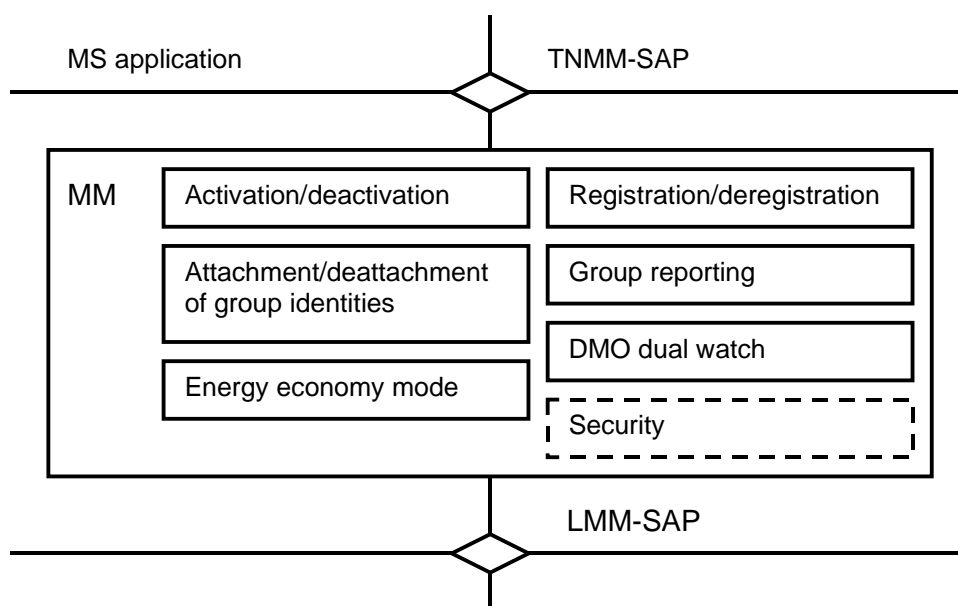 MS application
TNMM-SAP
MM
Activation/deactivation
Registration/deregistration
Attachment/deattachment
of group identities
Group reporting
DMO dual watch
Energy economy mode
Security
LMM-SAP